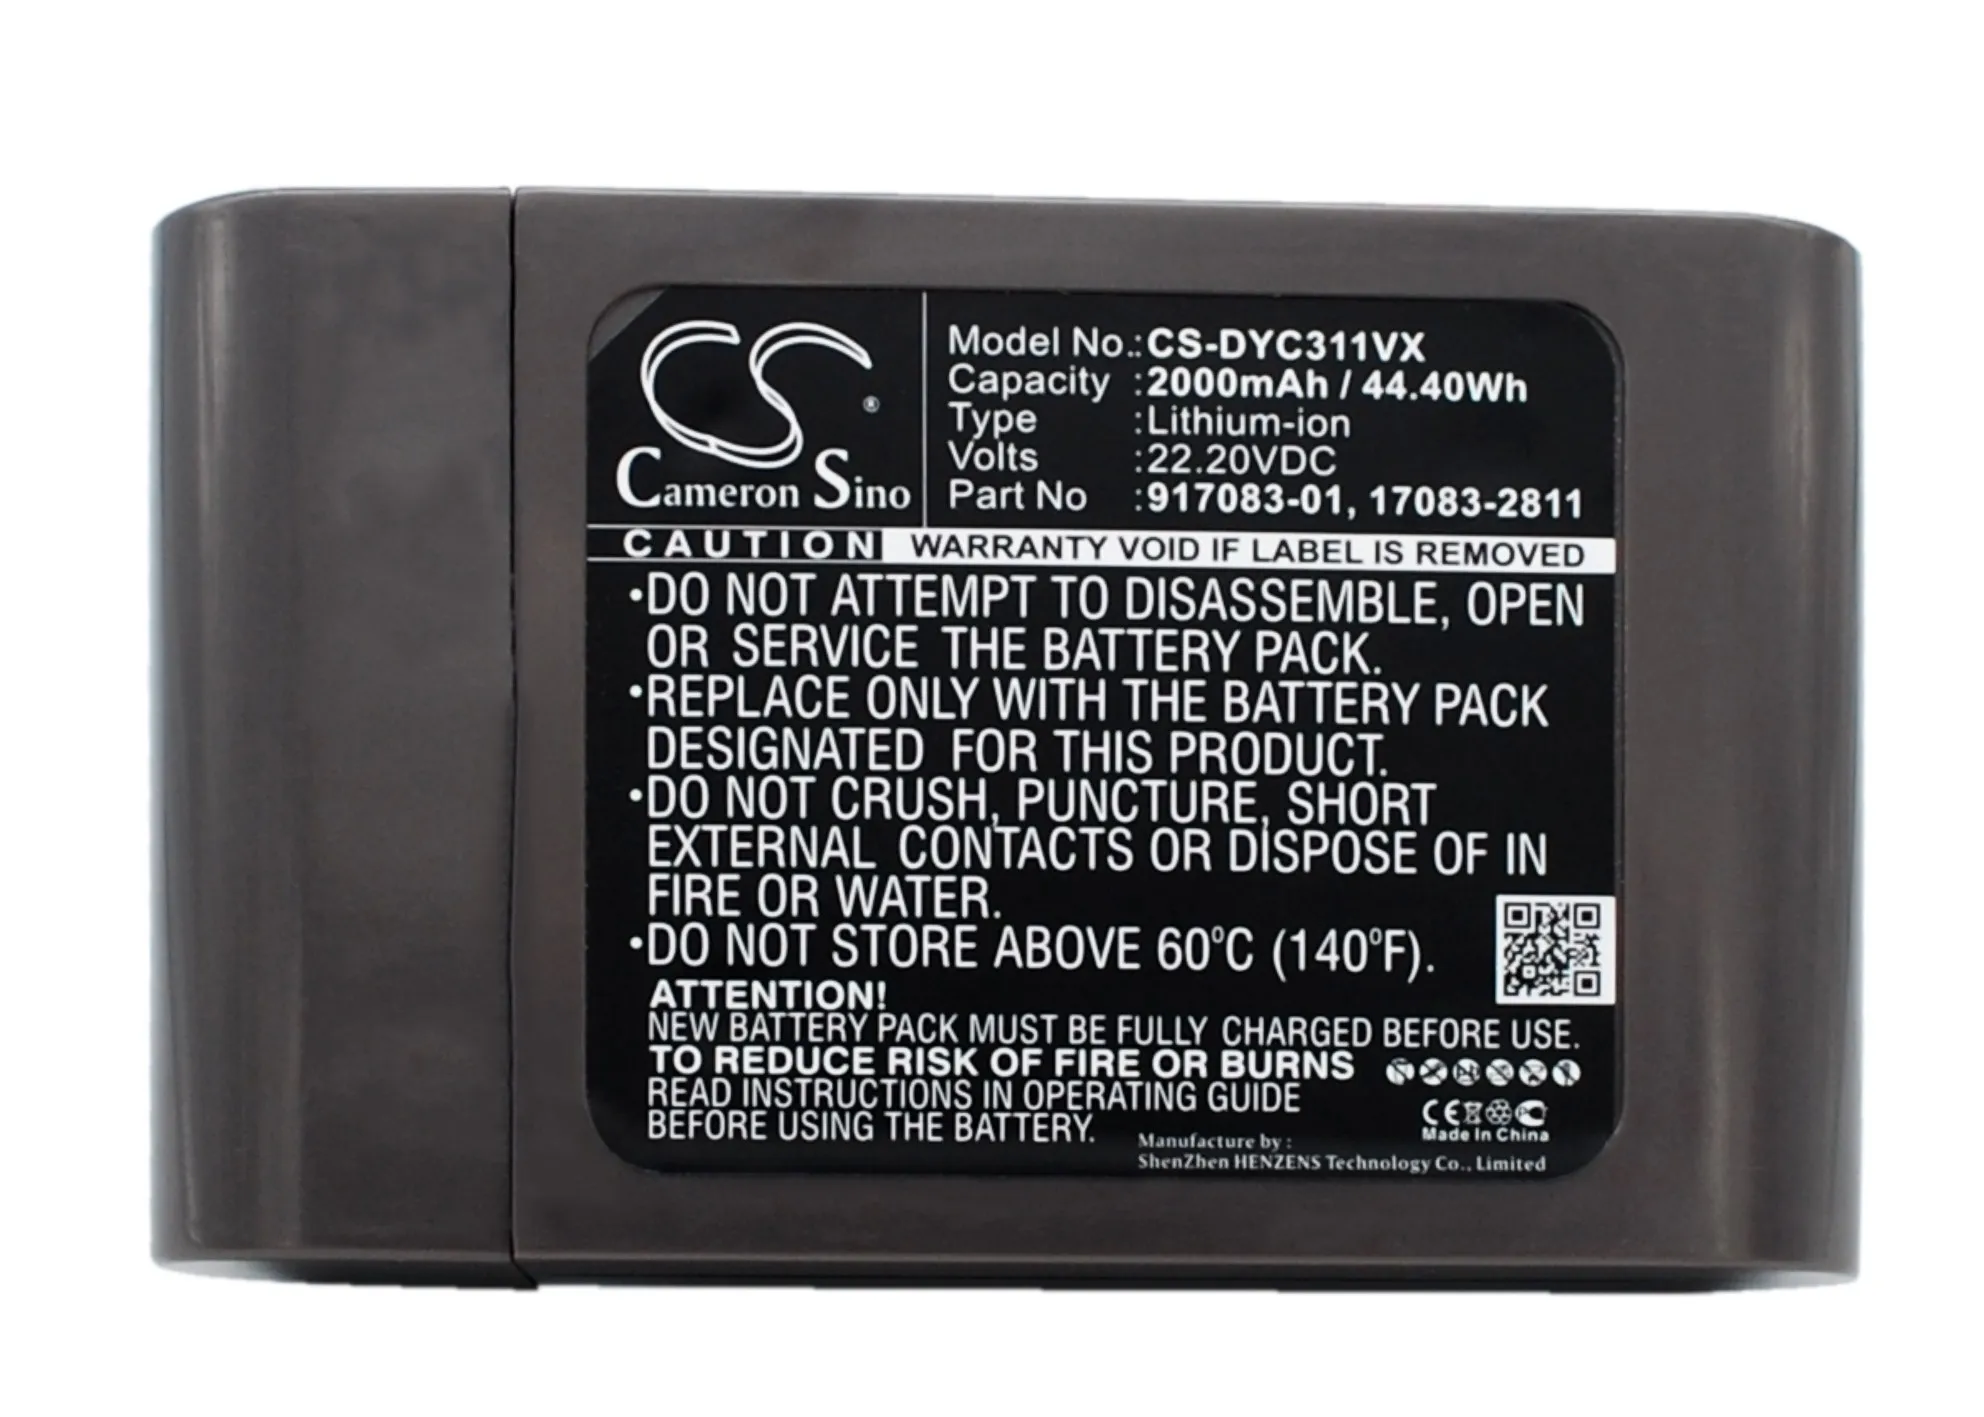 CS
®
Cameron Sino
Model No.: CS-DYC311VX
Capacity : 2000mAh / 44.40Wh
Type : Lithium-ion
Volts : 22.20VDC
Part No : 917083-01, 17083-2811
CAUTION WARRANTY VOID IF LABEL IS REMOVED
•DO NOT ATTEMPT TO DISASSEMBLE, OPEN
OR SERVICE THE BATTERY PACK.
•REPLACE ONLY WITH THE BATTERY PACK
DESIGNATED FOR THIS PRODUCT.
•DO NOT CRUSH, PUNCTURE, SHORT
EXTERNAL CONTACTS OR DISPOSE OF IN
FIRE OR WATER.
•DO NOT STORE ABOVE 60°C (140°F).
ATTENTION!
NEW BATTERY PACK MUST BE FULLY CHARGED BEFORE USE.
TO REDUCE RISK OF FIRE OR BURNS
READ INSTRUCTIONS IN OPERATING GUIDE
BEFORE USING THE BATTERY.
CE
Made In China
Manufacture by :
ShenZhen HENZENS Technology Co., Limited